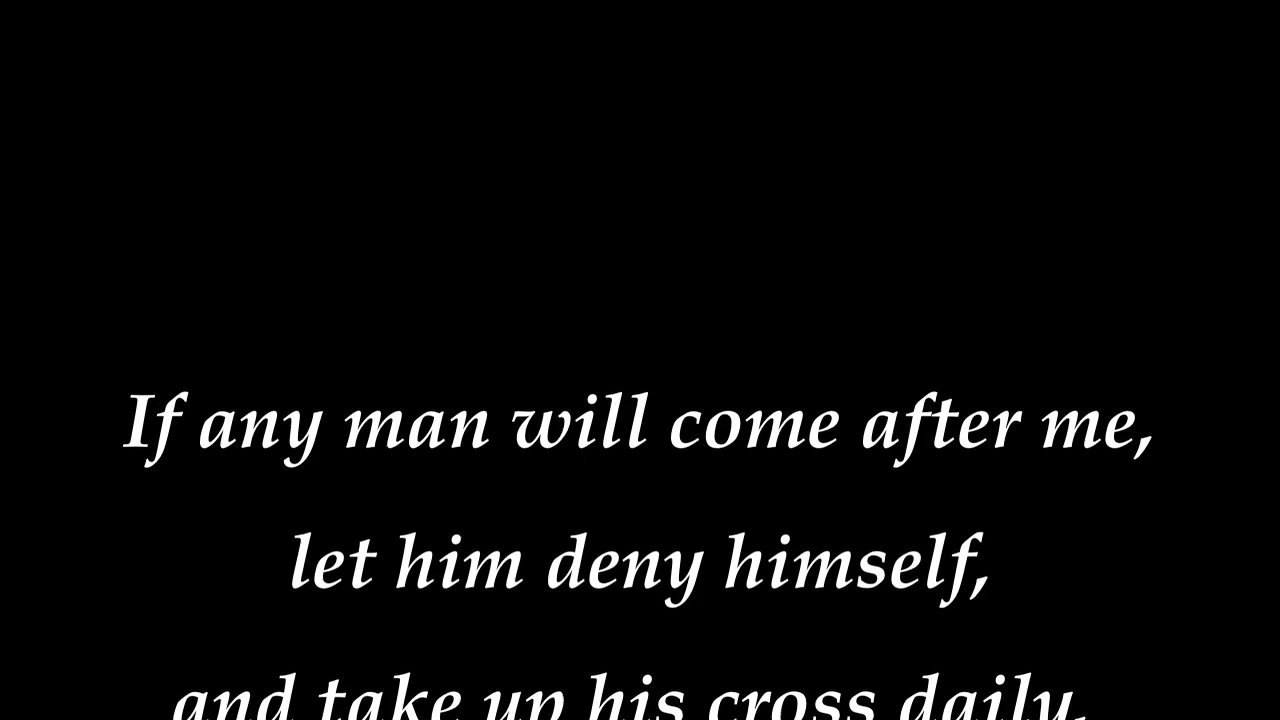 If any man will come after me,
let him deny himself,
and take up his cross daily,